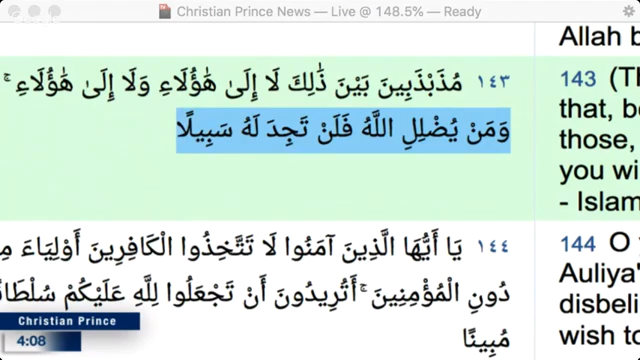 Christian Prince News — Live @ 148.5% — Ready
Allah b
١٤٣ مُذَبْذَبِينَ بَيْنَ ذَٰلِكَ لَا إِلَىٰ هَٰؤُلَاءِ وَلَا إِلَىٰ هَٰؤُلَاءِ ۚ
وَمَنْ يُضْلِلِ اللَّهُ فَلَنْ تَجِدَ لَهُ سَبِيلًا
143 (Th
that, be
those,
you wi
- Islam
١٤٤ يَا أَيُّهَا الَّذِينَ آمَنُوا لَا تَتَّخِذُوا الْكَافِرِينَ أَوْلِيَاءَ مِ
دُونِ الْمُؤْمِنِينَ ۚ أَتُرِيدُونَ أَنْ تَجْعَلُوا لِلَّهِ عَلَيْكُمْ سُلْطَا
مُبِينًا
144 O y
Auliya'
disbeli
wish to
Christian Prince
4:08